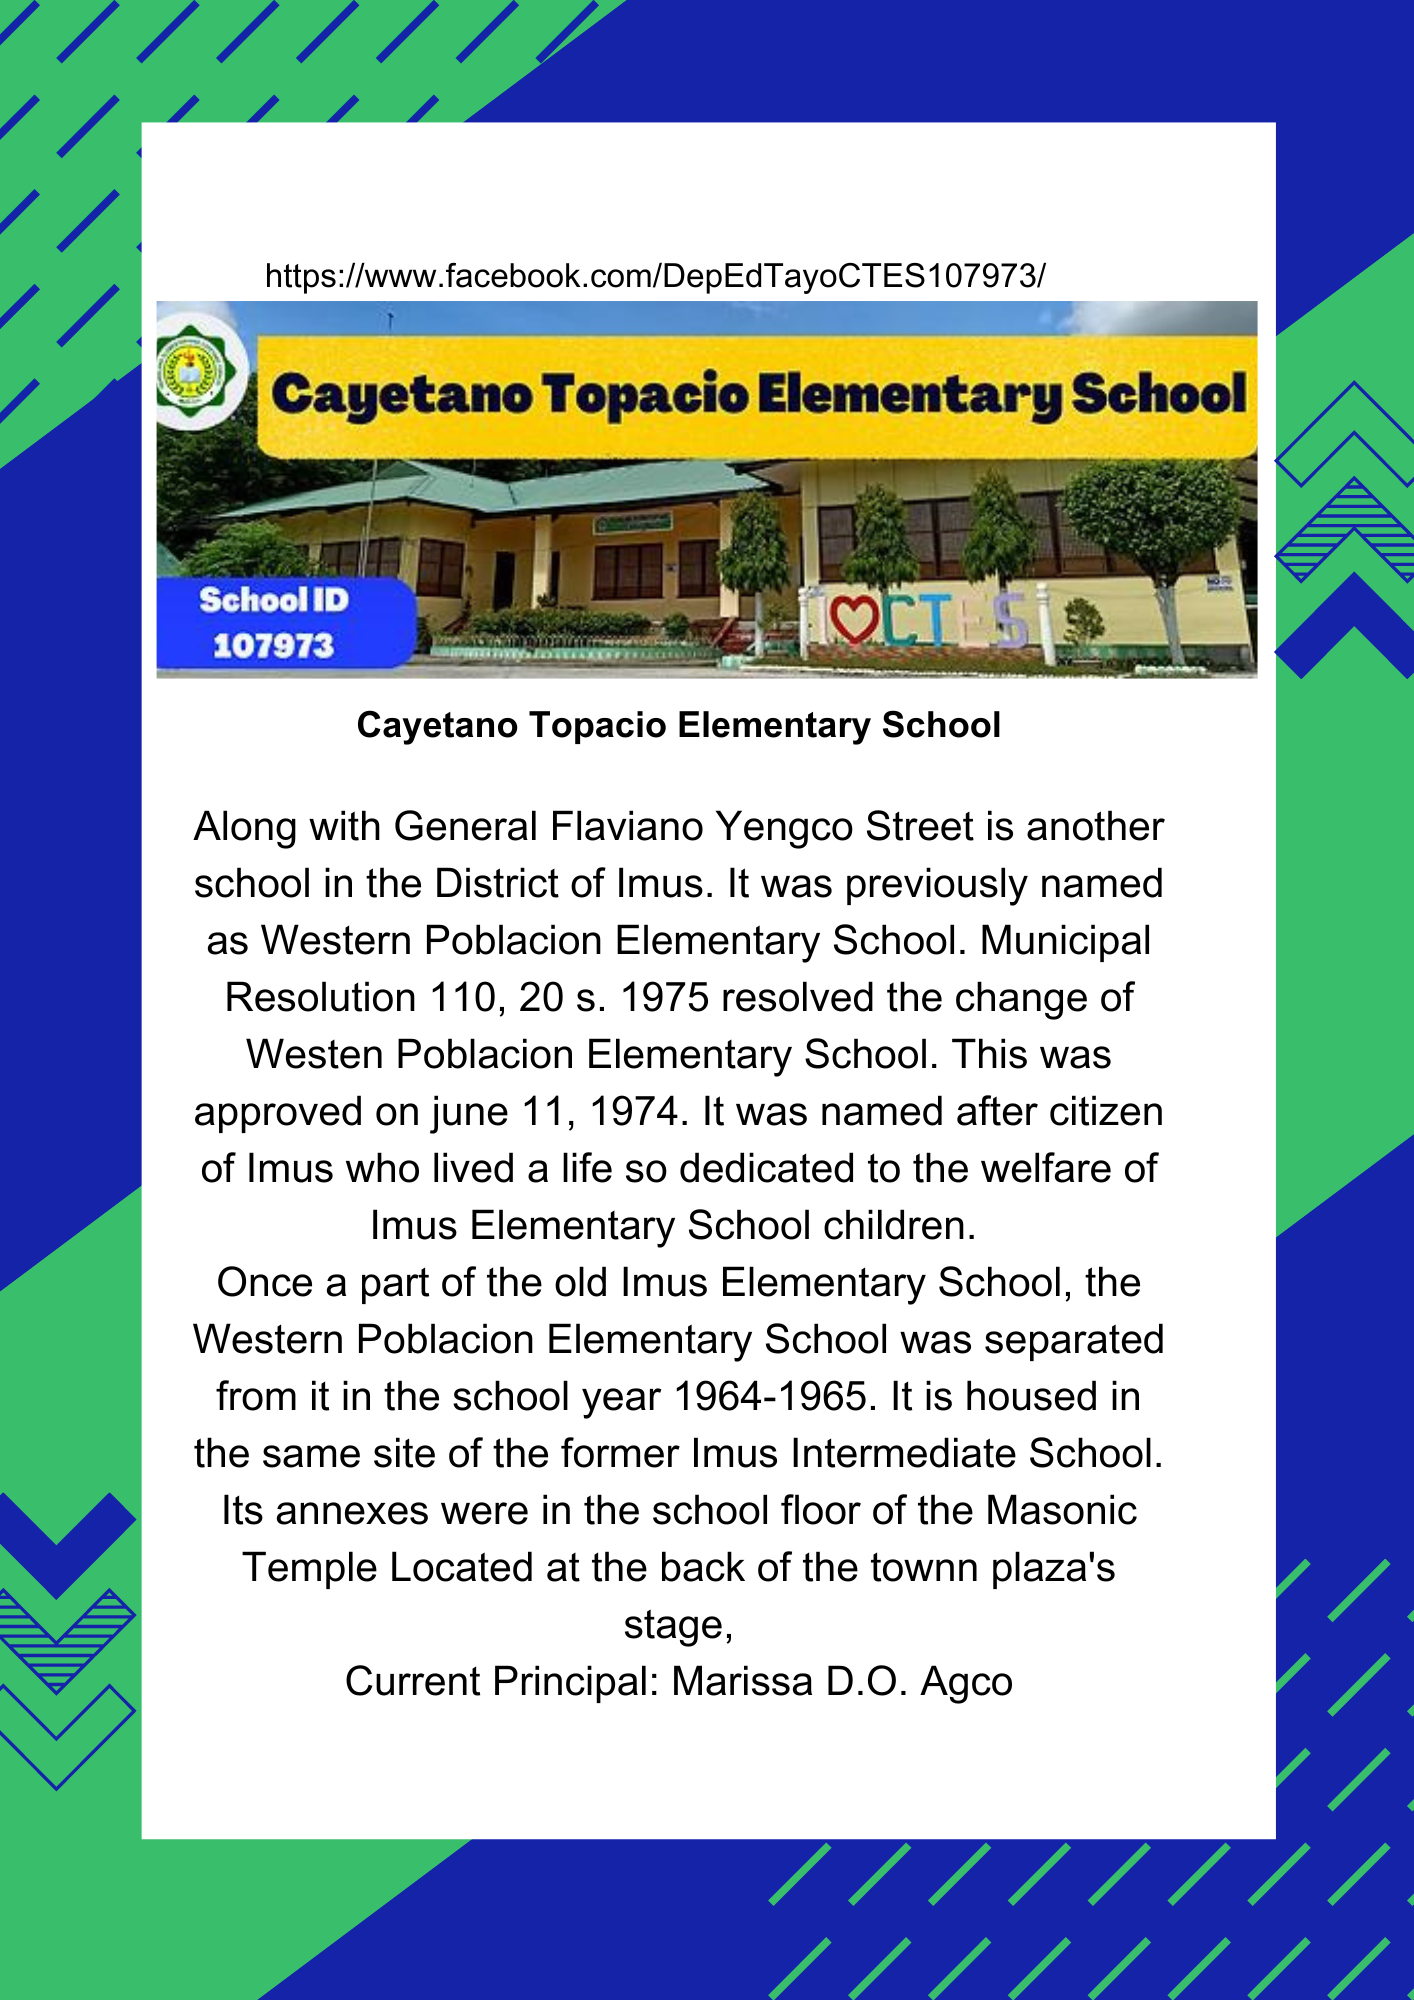 https://www.facebook.com/DepEdTayoCTES107973/
Cayetano Topacio Elementary School
School ID
107973
CTES
Cayetano Topacio Elementary School
Along with General Flaviano Yengco Street is another
school in the District of Imus. It was previously named
as Western Poblacion Elementary School. Municipal
Resolution 110, 20 s. 1975 resolved the change of
Westen Poblacion Elementary School. This was
approved on june 11, 1974. It was named after citizen
of Imus who lived a life so dedicated to the welfare of
Imus Elementary School children.
Once a part of the old Imus Elementary School, the
Western Poblacion Elementary School was separated
from it in the school year 1964-1965. It is housed in
the same site of the former Imus Intermediate School.
Its annexes were in the school floor of the Masonic
Temple Located at the back of the townn plaza's
stage,
Current Principal: Marissa D.O. Agco